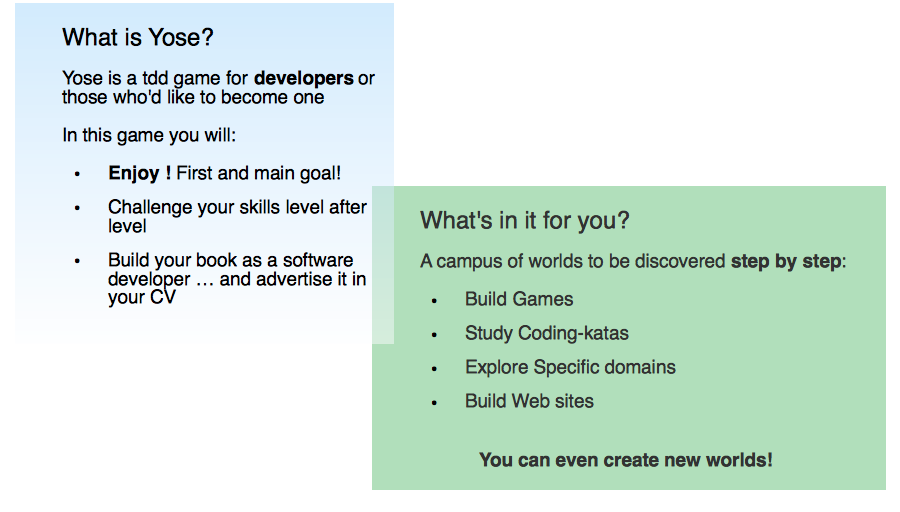 What is Yose?
Yose is a tdd game for developers or
those who'd like to become one
In this game you will:
• Enjoy ! First and main goal!
• Challenge your skills level after
level
• Build your book as a software
developer … and advertise it in
your CV
What's in it for you?
A campus of worlds to be discovered step by step:
• Build Games
• Study Coding-katas
• Explore Specific domains
• Build Web sites
You can even create new worlds!